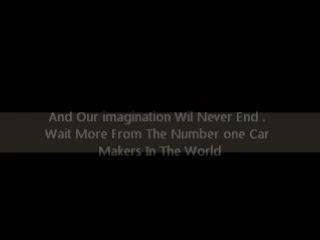 And Our imagination Wil Never End .
Wait More From The Number one Car
Makers In The World